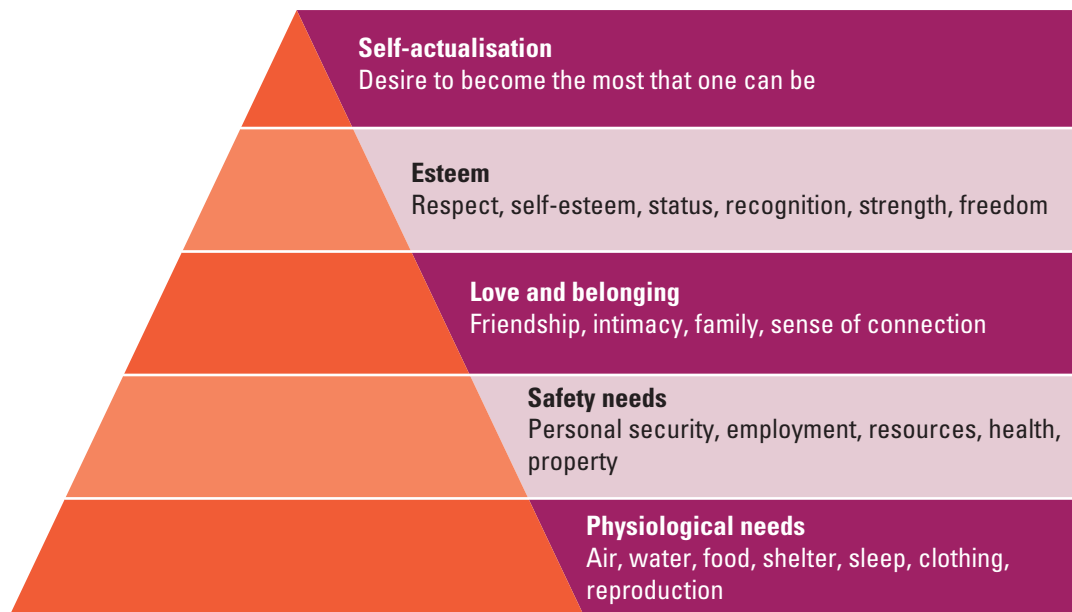 Self-actualisation
Desire to become the most that one can be
Esteem
Respect, self-esteem, status, recognition, strength, freedom
Love and belonging
Friendship, intimacy, family, sense of connection
Safety needs
Personal security, employment, resources, health,
property
Physiological needs
Air, water, food, shelter, sleep, clothing,
reproduction